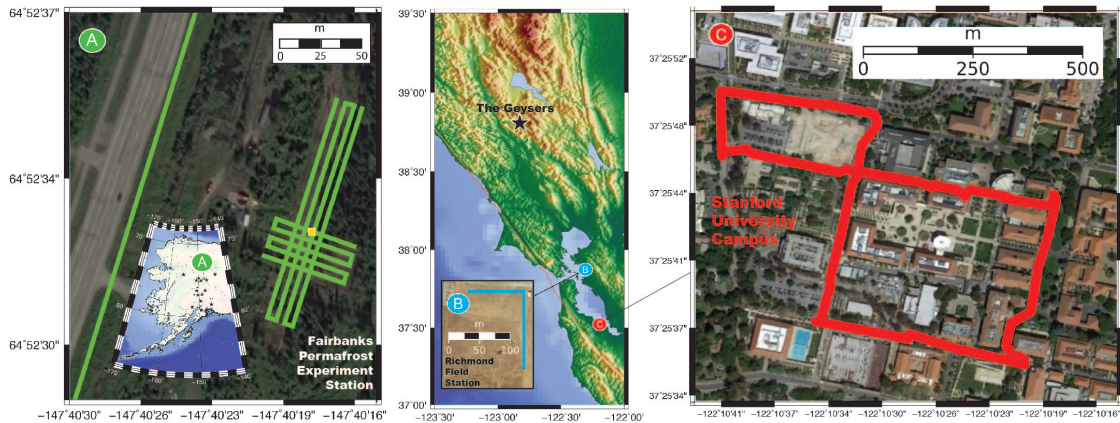 64°52'37"
64°52'34"
64°52'30"
A
m
0 25 50
A
Fairbanks
Permafrost
Experiment
Station
−147°40'30" −147°40'26" −147°40'23" −147°40'19" −147°40'16"
39°30'
39°00'
38°30'
38°00'
37°30'
37°00'
The Geysers
B
C
B
m
0 50 100
Richmond
Field
Station
−123°30' −123°00' −122°30' −122°00'
37°25'52"
37°25'48"
37°25'44"
37°25'41"
37°25'37"
37°25'34"
C
m
0 250 500
Stanford
University
Campus
−122°10'41" −122°10'37" −122°10'34" −122°10'30" −122°10'26" −122°10'23" −122°10'19" −122°10'16"